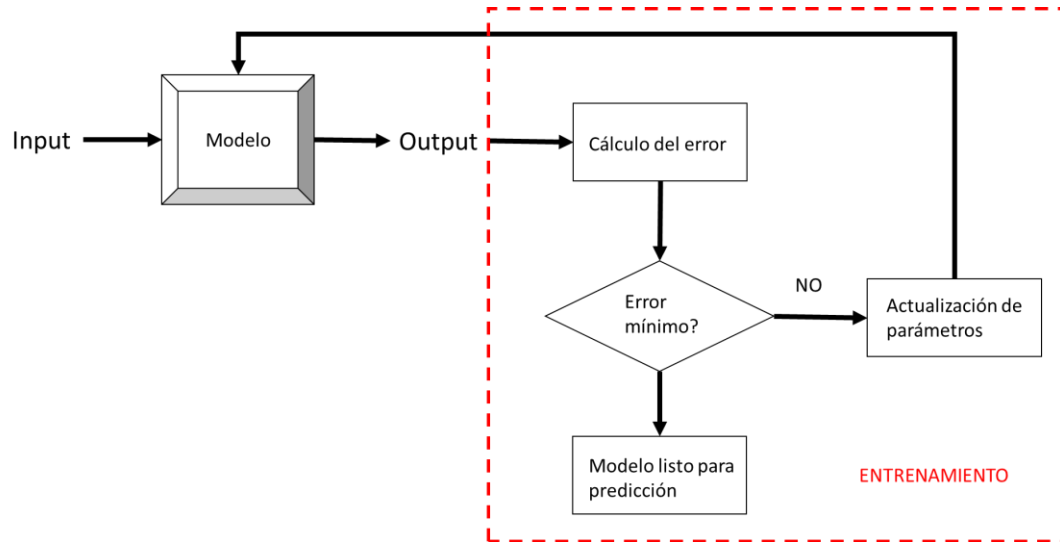 Input
Modelo
Output
Cálculo del error
Error
mínimo?
NO
Actualización de
parámetros
Modelo listo para
predicción
ENTRENAMIENTO